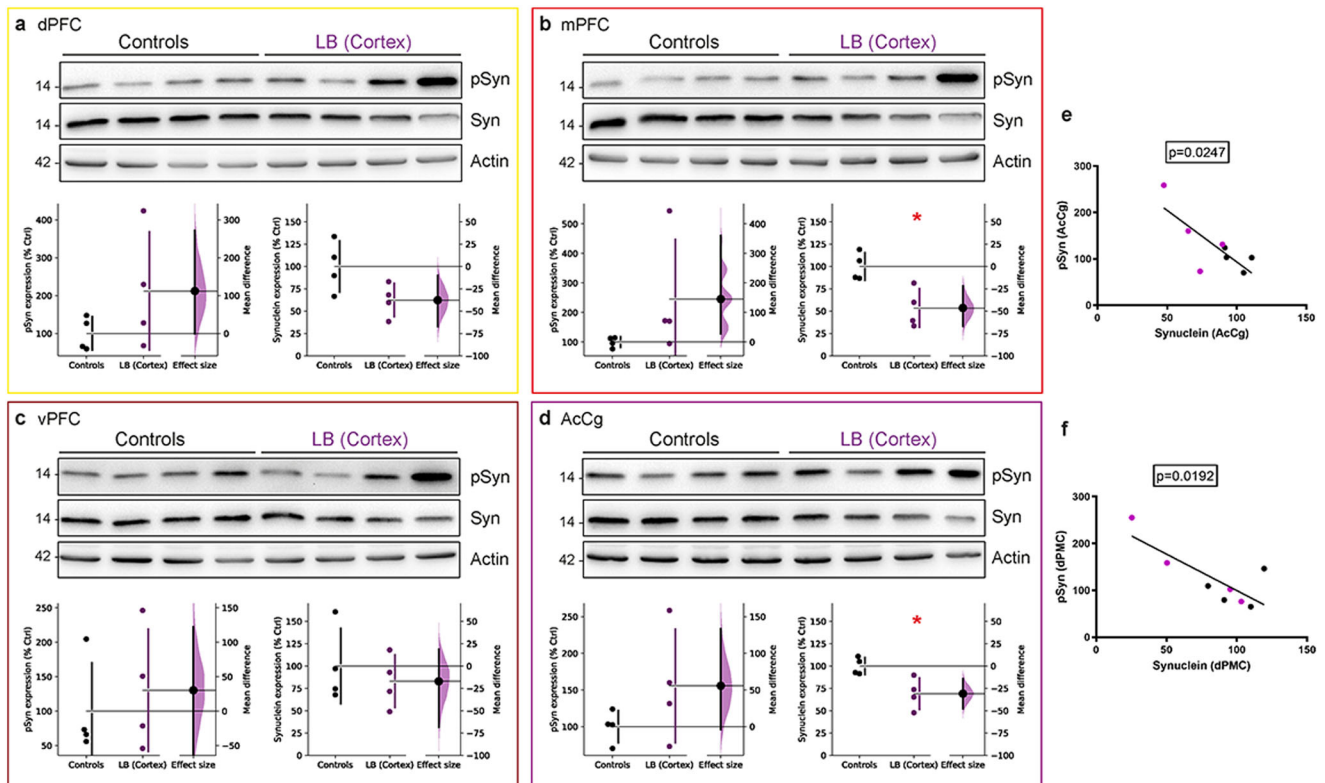 a dPFC
Controls LB (Cortex)
14 pSyn
14 Syn
42 Actin
pSyn expression (% Ctrl)
400
300
200
100
Mean difference
300
200
100
0
Controls LB (Cortex) Effect size
Synuclein expression (% Ctrl)
150
125
100
75
50
25
0
Mean difference
50
25
0
−25
−50
−75
−100
Controls LB (Cortex) Effect size
b mPFC
Controls LB (Cortex)
14 pSyn
14 Syn
42 Actin
pSyn expression (% Ctrl)
500
400
300
200
100
Mean difference
400
300
200
100
0
Controls LB (Cortex) Effect size
Synuclein expression (% Ctrl)
150
125
100
75
50
25
0
*
Mean difference
50
25
0
−25
−50
−75
−100
Controls LB (Cortex) Effect size
c vPFC
Controls LB (Cortex)
14 pSyn
14 Syn
42 Actin
pSyn expression (% Ctrl)
250
200
150
100
50
Mean difference
150
100
50
0
−50
Controls LB (Cortex) Effect size
Synuclein expression (% Ctrl)
150
125
100
75
50
25
0
Mean difference
50
25
0
−25
−50
−75
−100
Controls LB (Cortex) Effect size
d AcCg
Controls LB (Cortex)
14 pSyn
14 Syn
42 Actin
pSyn expression (% Ctrl)
250
200
150
100
Mean difference
150
100
50
0
Controls LB (Cortex) Effect size
Synuclein expression (% Ctrl)
150
125
100
75
50
25
0
*
Mean difference
50
25
0
−25
−50
−75
−100
Controls LB (Cortex) Effect size
e
p=0.0247
pSyn (AcCg)
300
200
100
0
0 50 100 150
Synuclein (AcCg)
f
p=0.0192
pSyn (dPMC)
300
200
100
0
0 50 100 150
Synuclein (dPMC)